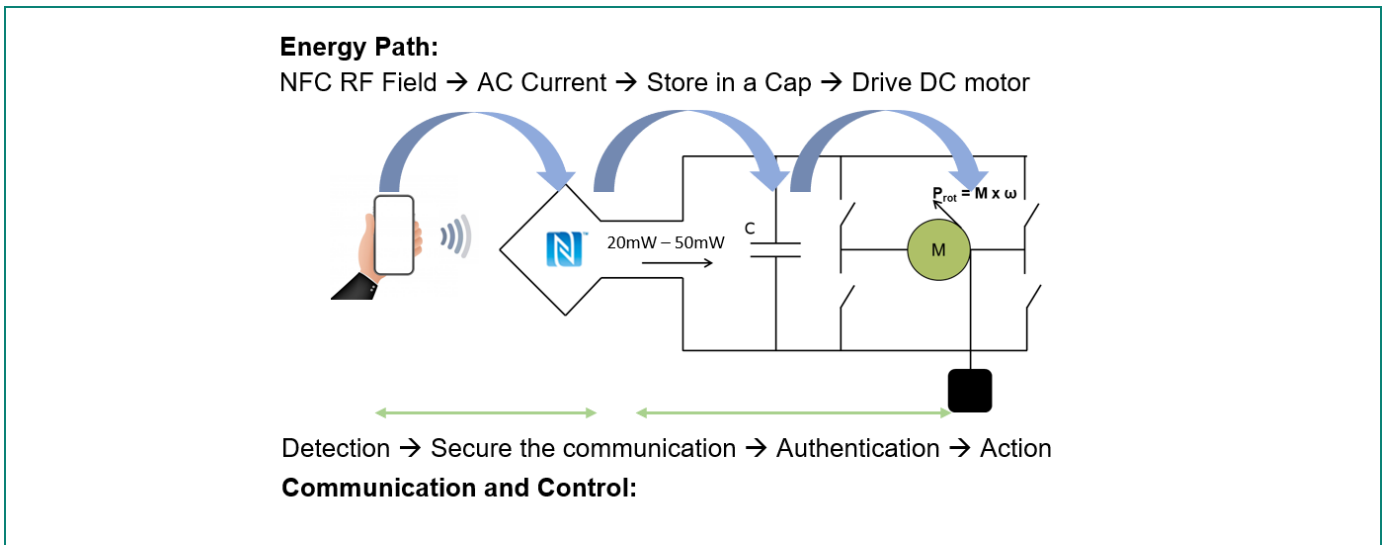 Energy Path:
NFC RF Field → AC Current → Store in a Cap → Drive DC motor
P_rot = M x ω
20mW – 50mW
C
M
Detection → Secure the communication → Authentication → Action
Communication and Control: